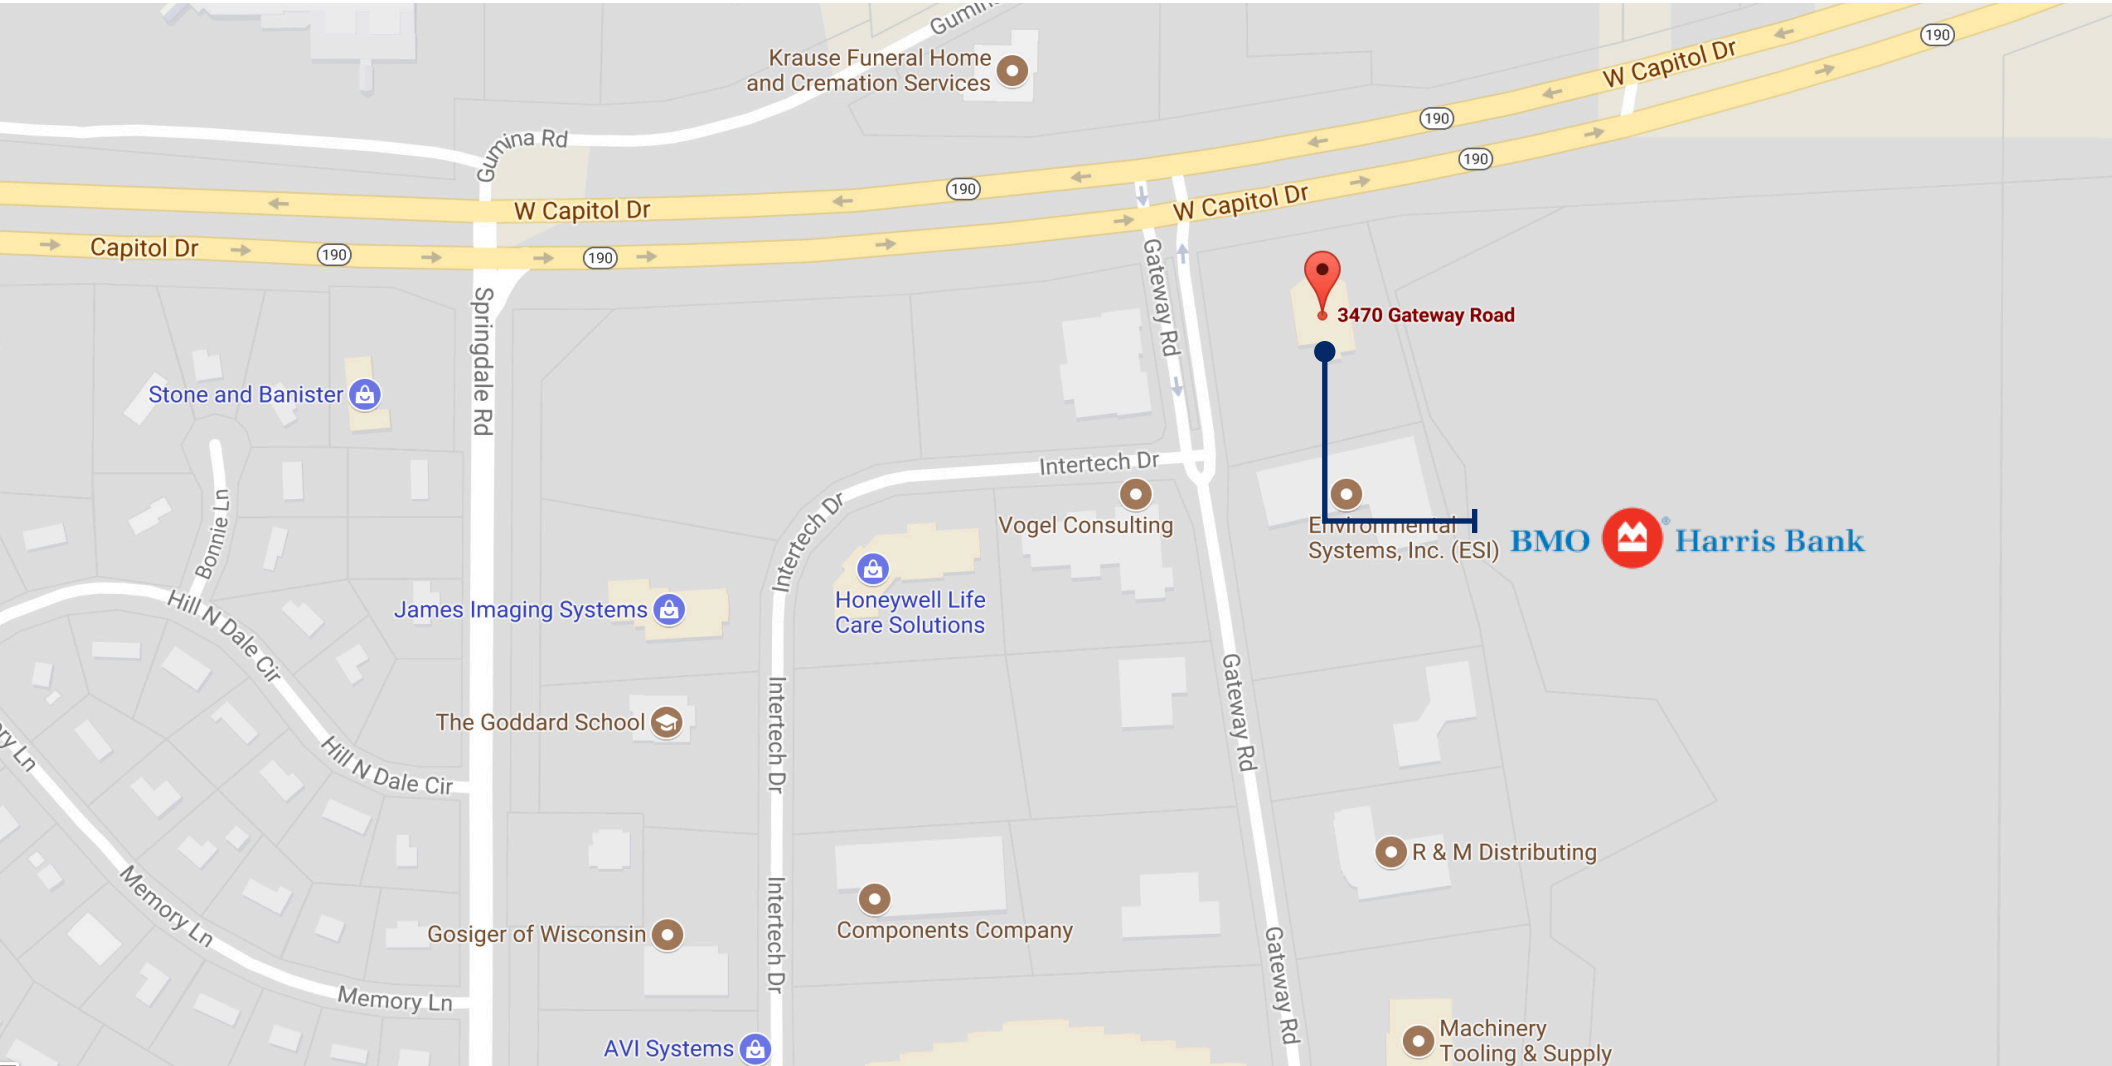 Gumina
Krause Funeral Home
and Cremation Services
190
W Capitol Dr
190
Gumina Rd
190
190
W Capitol Dr
W Capitol Dr
Capitol Dr
190
190
Gateway Rd
Springdale Rd
3470 Gateway Road
Stone and Banister
Intertech Dr
Bonnie Ln
Intertech Dr
Vogel Consulting
Environmental
Systems, Inc. (ESI)
BMO Harris Bank
®
Honeywell Life
Care Solutions
James Imaging Systems
Hill N Dale Cir
Gateway Rd
Intertech Dr
The Goddard School
ry Ln
Hill N Dale Cir
R & M Distributing
Memory Ln
Components Company
Gosiger of Wisconsin
Intertech Dr
Gateway Rd
Memory Ln
AVI Systems
Machinery
Tooling & Supply